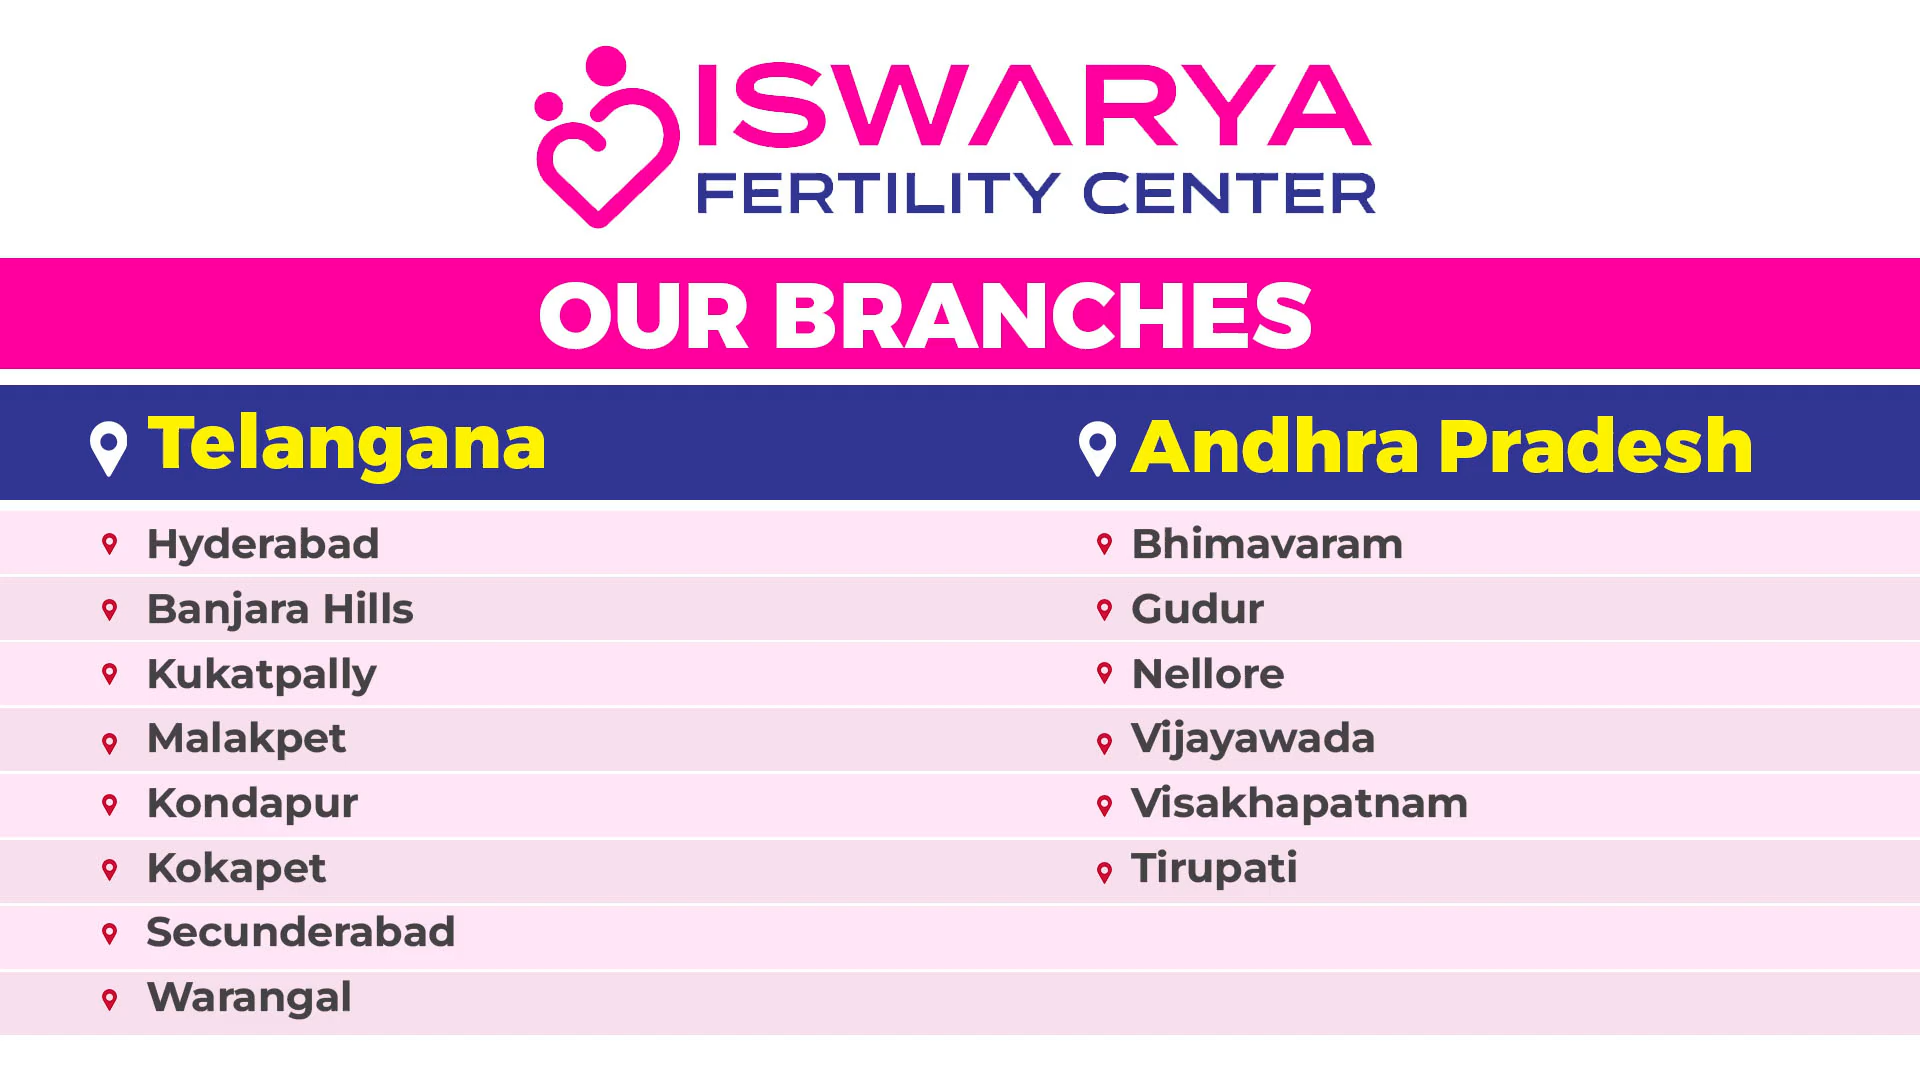 ISWARYA
FERTILITY CENTER
OUR BRANCHES
Telangana
Hyderabad
Banjara Hills
Kukatpally
Malakpet
Kondapur
Kokapet
Secunderabad
Warangal
Andhra Pradesh
Bhimavaram
Gudur
Nellore
Vijayawada
Visakhapatnam
Tirupati